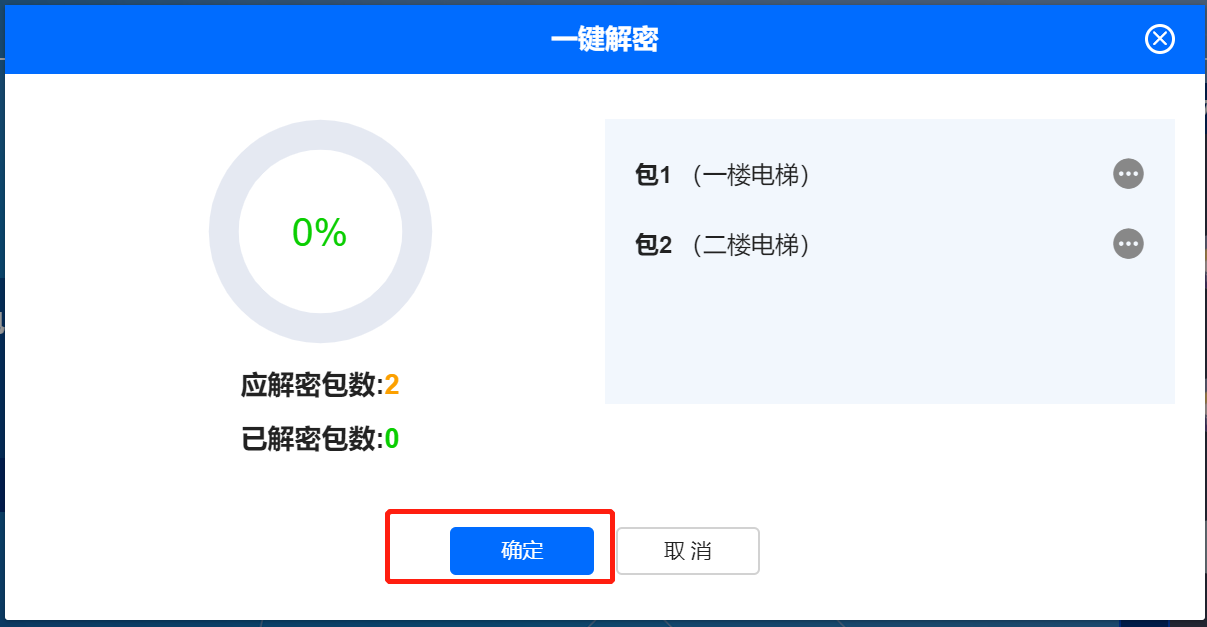 一键解密
0%
应解密包数:2
已解密包数:0
包1 （一楼电梯）
包2 （二楼电梯）
确定
取 消